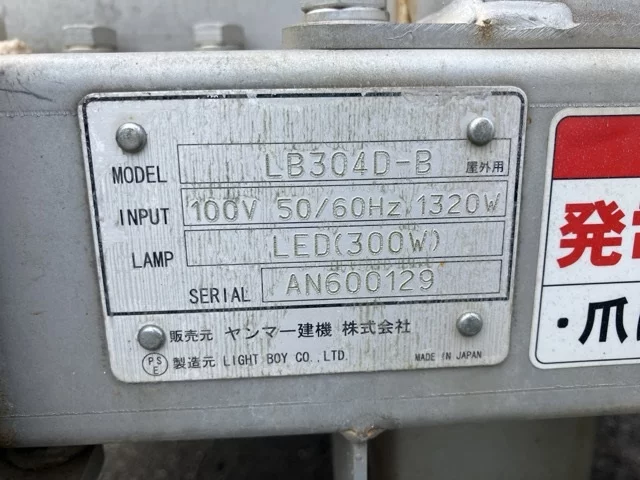 MODEL LB304D-B 屋外用
INPUT 100V 50/60Hz 1320W
LAMP LED(300W)
SERIAL AN600129
販売元 ヤンマー建機 株式会社
PSE 製造元 LIGHT BOY CO.,LTD. MADE IN JAPAN
発
・爪